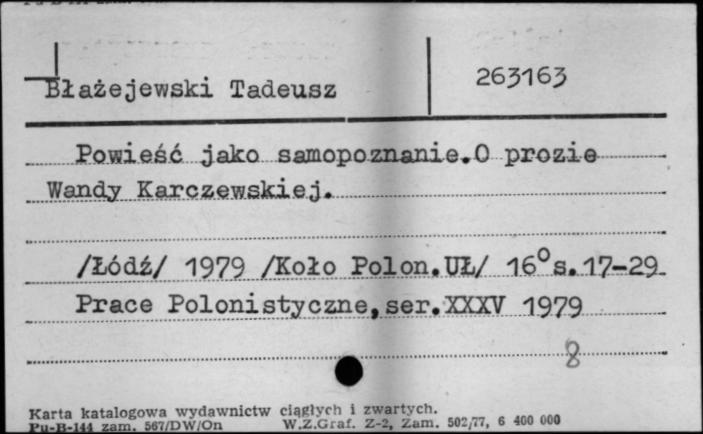 Błażejewski Tadeusz
263163
Powieść jako samopoznanie.O prozie
Wandy Karczewskiej.
/Łódź/ 1979 /Koło Polon.UŁ/ 16°s.17-29
Prace Polonistyczne,ser.XXXV 1979
8
Karta katalogowa wydawnictw ciągłych i zwartych.
Pu-B-144 zam. 567/DW/On W.Z.Graf. Z-2, Zam. 502/77, 6 400 000